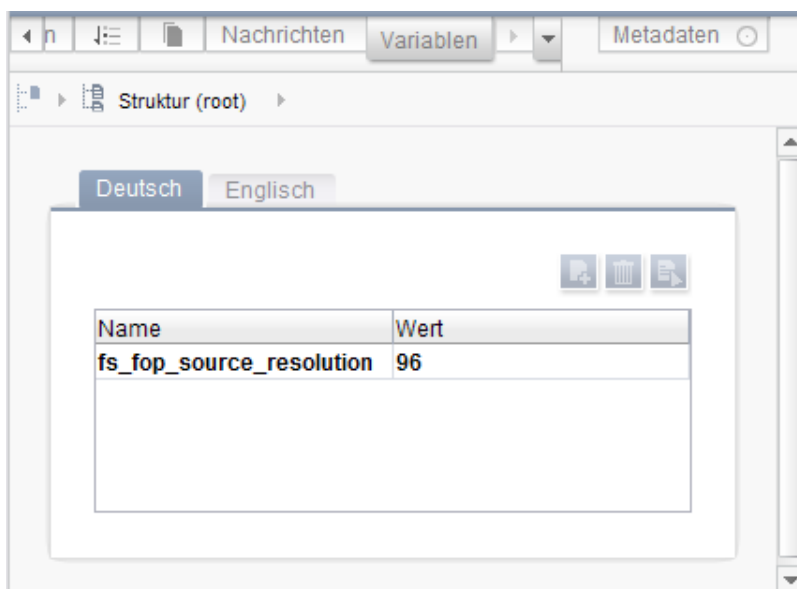 n Nachrichten Variablen Metadaten
Struktur (root)
Deutsch Englisch
Name Wert
fs_fop_source_resolution 96